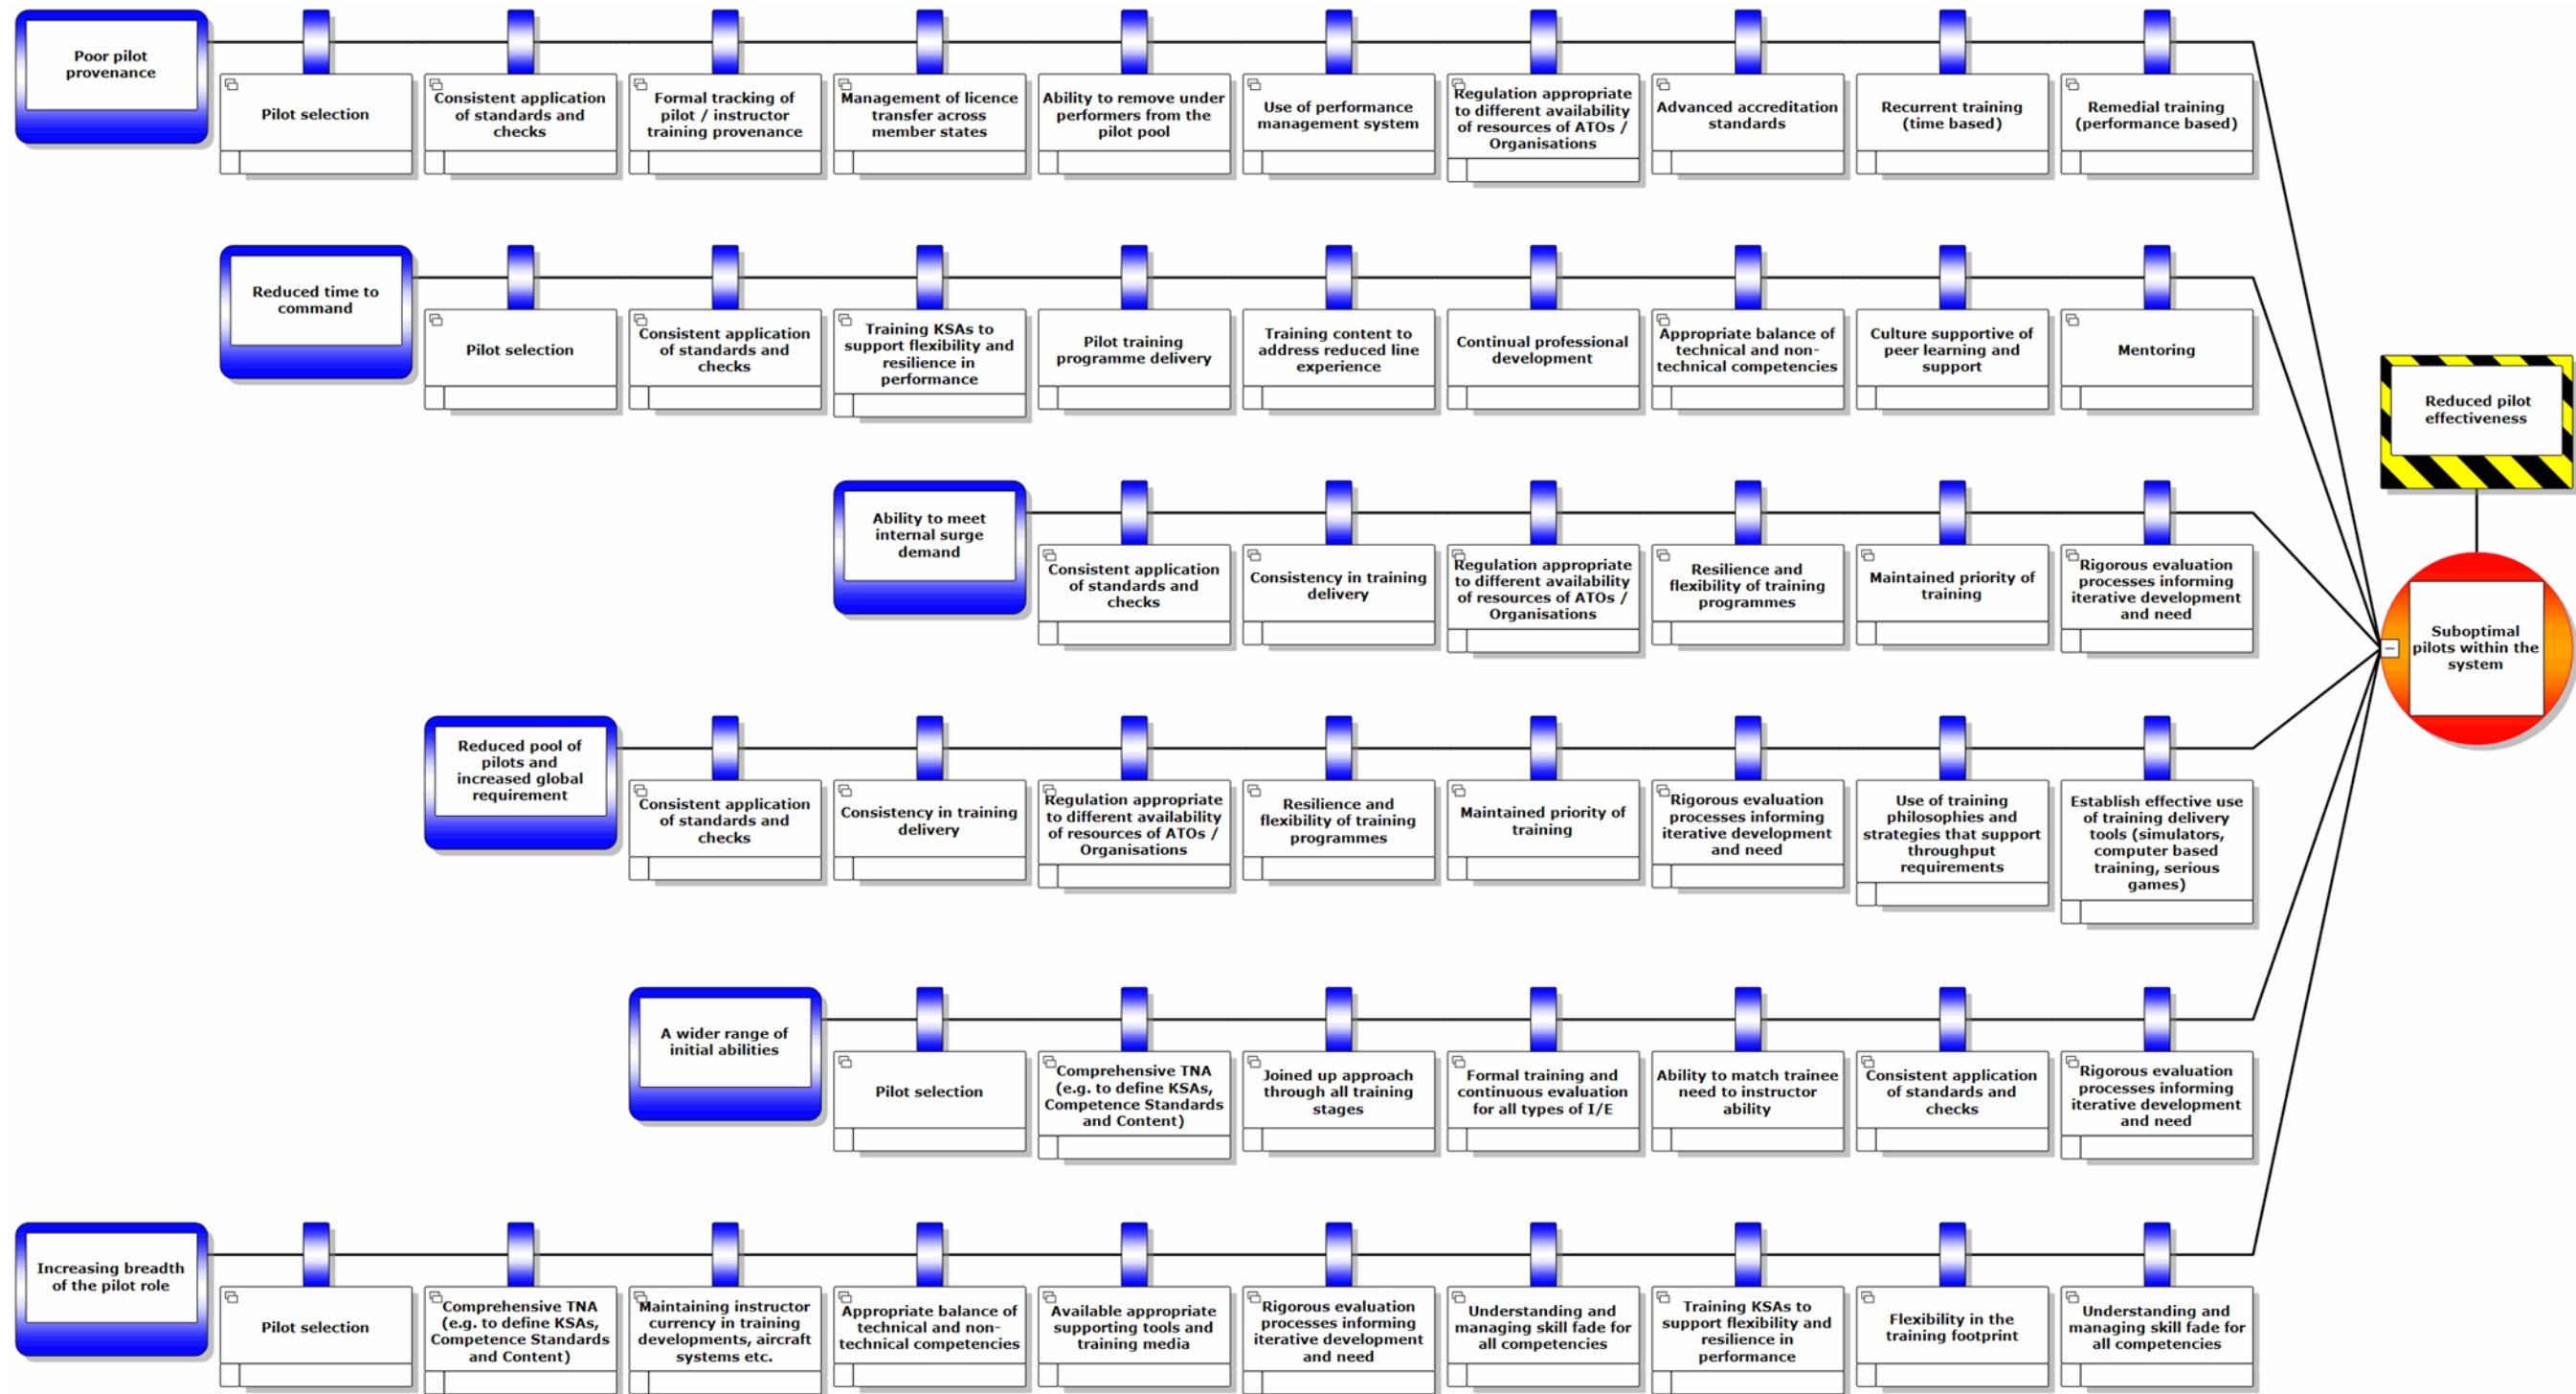 Poor pilot
provenance
Pilot selection
Consistent application
of standards and
checks
Formal tracking of
pilot / instructor
training provenance
Management of licence
transfer across
member states
Ability to remove under
performers from the
pilot pool
Use of performance
management system
Regulation appropriate
to different availability
of resources of ATOs /
Organisations
Advanced accreditation
standards
Recurrent training
(time based)
Remedial training
(performance based)
Reduced time to
command
Pilot selection
Consistent application
of standards and
checks
Training KSAs to
support flexibility and
resilience in
performance
Pilot training
programme delivery
Training content to
address reduced line
experience
Continual professional
development
Appropriate balance of
technical and non-
technical competencies
Culture supportive of
peer learning and
support
Mentoring
Reduced pilot
effectiveness
Ability to meet
internal surge
demand
Consistent application
of standards and
checks
Consistency in training
delivery
Regulation appropriate
to different availability
of resources of ATOs /
Organisations
Resilience and
flexibility of training
programmes
Maintained priority of
training
Rigorous evaluation
processes informing
iterative development
and need
Suboptimal
pilots within the
system
Reduced pool of
pilots and
increased global
requirement
Consistent application
of standards and
checks
Consistency in training
delivery
Regulation appropriate
to different availability
of resources of ATOs /
Organisations
Resilience and
flexibility of training
programmes
Maintained priority of
training
Rigorous evaluation
processes informing
iterative development
and need
Use of training
philosophies and
strategies that support
throughput
requirements
Establish effective use
of training delivery
tools (simulators,
computer based
training, serious
games)
A wider range of
initial abilities
Pilot selection
Comprehensive TNA
(e.g. to define KSAs,
Competence Standards
and Content)
Joined up approach
through all training
stages
Formal training and
continuous evaluation
for all types of I/E
Ability to match trainee
need to instructor
ability
Consistent application
of standards and
checks
Rigorous evaluation
processes informing
iterative development
and need
Increasing breadth
of the pilot role
Pilot selection
Comprehensive TNA
(e.g. to define KSAs,
Competence Standards
and Content)
Maintaining instructor
currency in training
developments, aircraft
systems etc.
Appropriate balance of
technical and non-
technical competencies
Available appropriate
supporting tools and
training media
Rigorous evaluation
processes informing
iterative development
and need
Understanding and
managing skill fade for
all competencies
Training KSAs to
support flexibility and
resilience in
performance
Flexibility in the
training footprint
Understanding and
managing skill fade for
all competencies